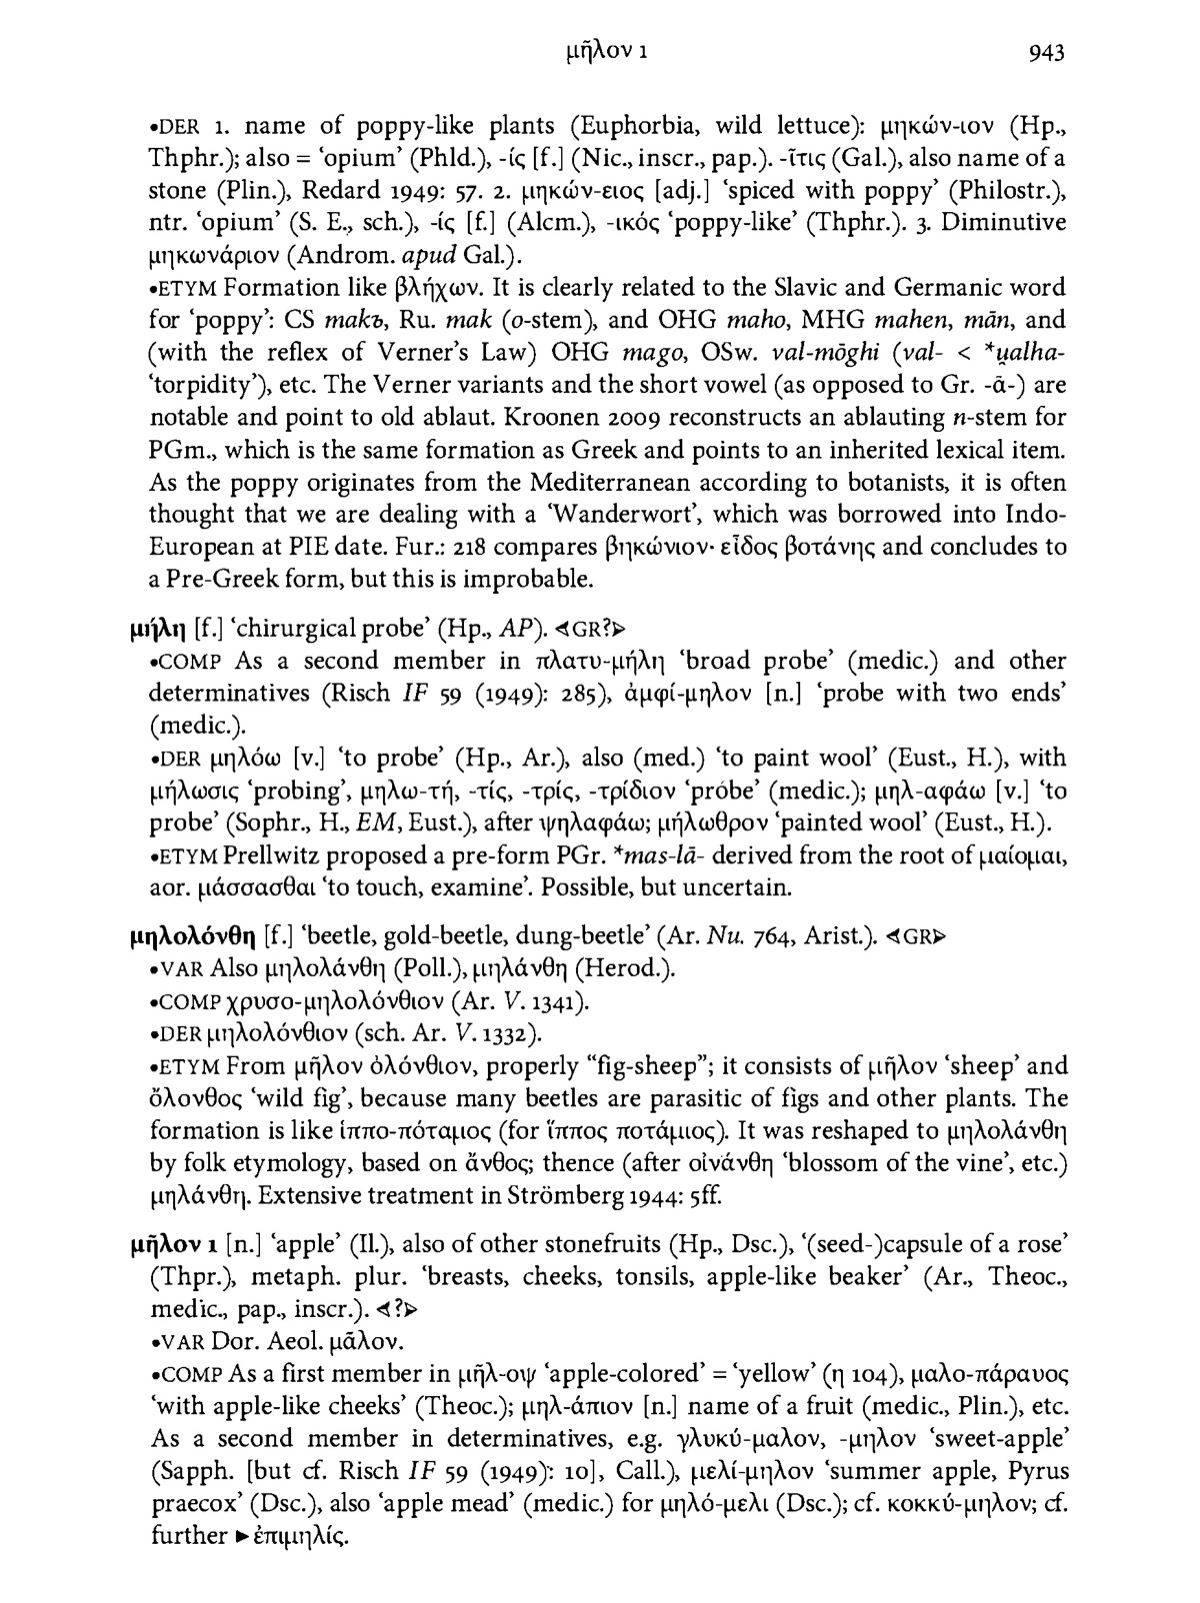 μῆλον 1 943
•DER 1. name of poppy-like plants (Euphorbia, wild lettuce): μηκών-ιον (Hp.,
Thphr.); also = ‘opium’ (Phld.), -ίς [f.] (Nic., inscr., pap.). -ῖτις (Gal.), also name of a
stone (Plin.), Redard 1949: 57. 2. μηκών-ειος [adj.] ‘spiced with poppy’ (Philostr.),
ntr. ‘opium’ (S. E., sch.), -ίς [f.] (Alcm.), -ικός ‘poppy-like’ (Thphr.). 3. Diminutive
μηκωνάριον (Androm. apud Gal.).
•ETYM Formation like βλήχων. It is clearly related to the Slavic and Germanic word
for ‘poppy’: CS makъ, Ru. mak (o-stem), and OHG maho, MHG mahen, mān, and
(with the reflex of Verner’s Law) OHG mago, OSw. val-mōghi (val- < *u̯alha-
‘torpidity’), etc. The Verner variants and the short vowel (as opposed to Gr. -ᾱ-) are
notable and point to old ablaut. Kroonen 2009 reconstructs an ablauting n-stem for
PGm., which is the same formation as Greek and points to an inherited lexical item.
As the poppy originates from the Mediterranean according to botanists, it is often
thought that we are dealing with a ‘Wanderwort’, which was borrowed into Indo-
European at PIE date. Fur.: 218 compares βηκώνιον· εἶδος βοτάνης and concludes to
a Pre-Greek form, but this is improbable.
μήλη [f.] ‘chirurgical probe’ (Hp., AP). ⊲GR?⊳
•COMP As a second member in πλατυ-μήλη ‘broad probe’ (medic.) and other
determinatives (Risch IF 59 (1949): 285), ἀμφί-μηλον [n.] ‘probe with two ends’
(medic.).
•DER μηλόω [v.] ‘to probe’ (Hp., Ar.), also (med.) ‘to paint wool’ (Eust., H.), with
μήλωσις ‘probing’, μηλω-τή, -τίς, -τρίς, -τρίδιον ‘probe’ (medic.); μηλ-αφάω [v.] ‘to
probe’ (Sophr., H., EM, Eust.), after ψηλαφάω; μήλωθρον ‘painted wool’ (Eust., H.).
•ETYM Prellwitz proposed a pre-form PGr. *mas-lā- derived from the root of μαίομαι,
aor. μάσσασθαι ‘to touch, examine’. Possible, but uncertain.
μηλολόνθη [f.] ‘beetle, gold-beetle, dung-beetle’ (Ar. Nu. 764, Arist.). ⊲GR⊳
•VAR Also μηλολάνθη (Poll.), μηλάνθη (Herod.).
•COMP χρυσο-μηλολόνθιον (Ar. V. 1341).
•DER μηλολόνθιον (sch. Ar. V. 1332).
•ETYM From μῆλον ὀλόνθιον, properly “fig-sheep”; it consists of μῆλον ‘sheep’ and
ὄλονθος ‘wild fig’, because many beetles are parasitic of figs and other plants. The
formation is like ἱππο-πόταμος (for ἵππος ποτάμιος). It was reshaped to μηλολάνθη
by folk etymology, based on ἄνθος; thence (after οἰνάνθη ‘blossom of the vine’, etc.)
μηλάνθη. Extensive treatment in Strömberg 1944: 5ff.
μῆλον 1 [n.] ‘apple’ (Il.), also of other stonefruits (Hp., Dsc.), ‘(seed-)capsule of a rose’
(Thpr.), metaph. plur. ‘breasts, cheeks, tonsils, apple-like beaker’ (Ar., Theoc.,
medic., pap., inscr.). ⊲?⊳
•VAR Dor. Aeol. μᾶλον.
•COMP As a first member in μῆλ-οψ ‘apple-colored’ = ‘yellow’ (η 104), μαλο-πάραυος
‘with apple-like cheeks’ (Theoc.); μηλ-άπιον [n.] name of a fruit (medic., Plin.), etc.
As a second member in determinatives, e.g. γλυκύ-μαλον, -μηλον ‘sweet-apple’
(Sapph. [but cf. Risch IF 59 (1949): 10], Call.), μελί-μηλον ‘summer apple, Pyrus
praecox’ (Dsc.), also ‘apple mead’ (medic.) for μηλό-μελι (Dsc.); cf. κοκκύ-μηλον; cf.
further ►ἐπιμηλίς.